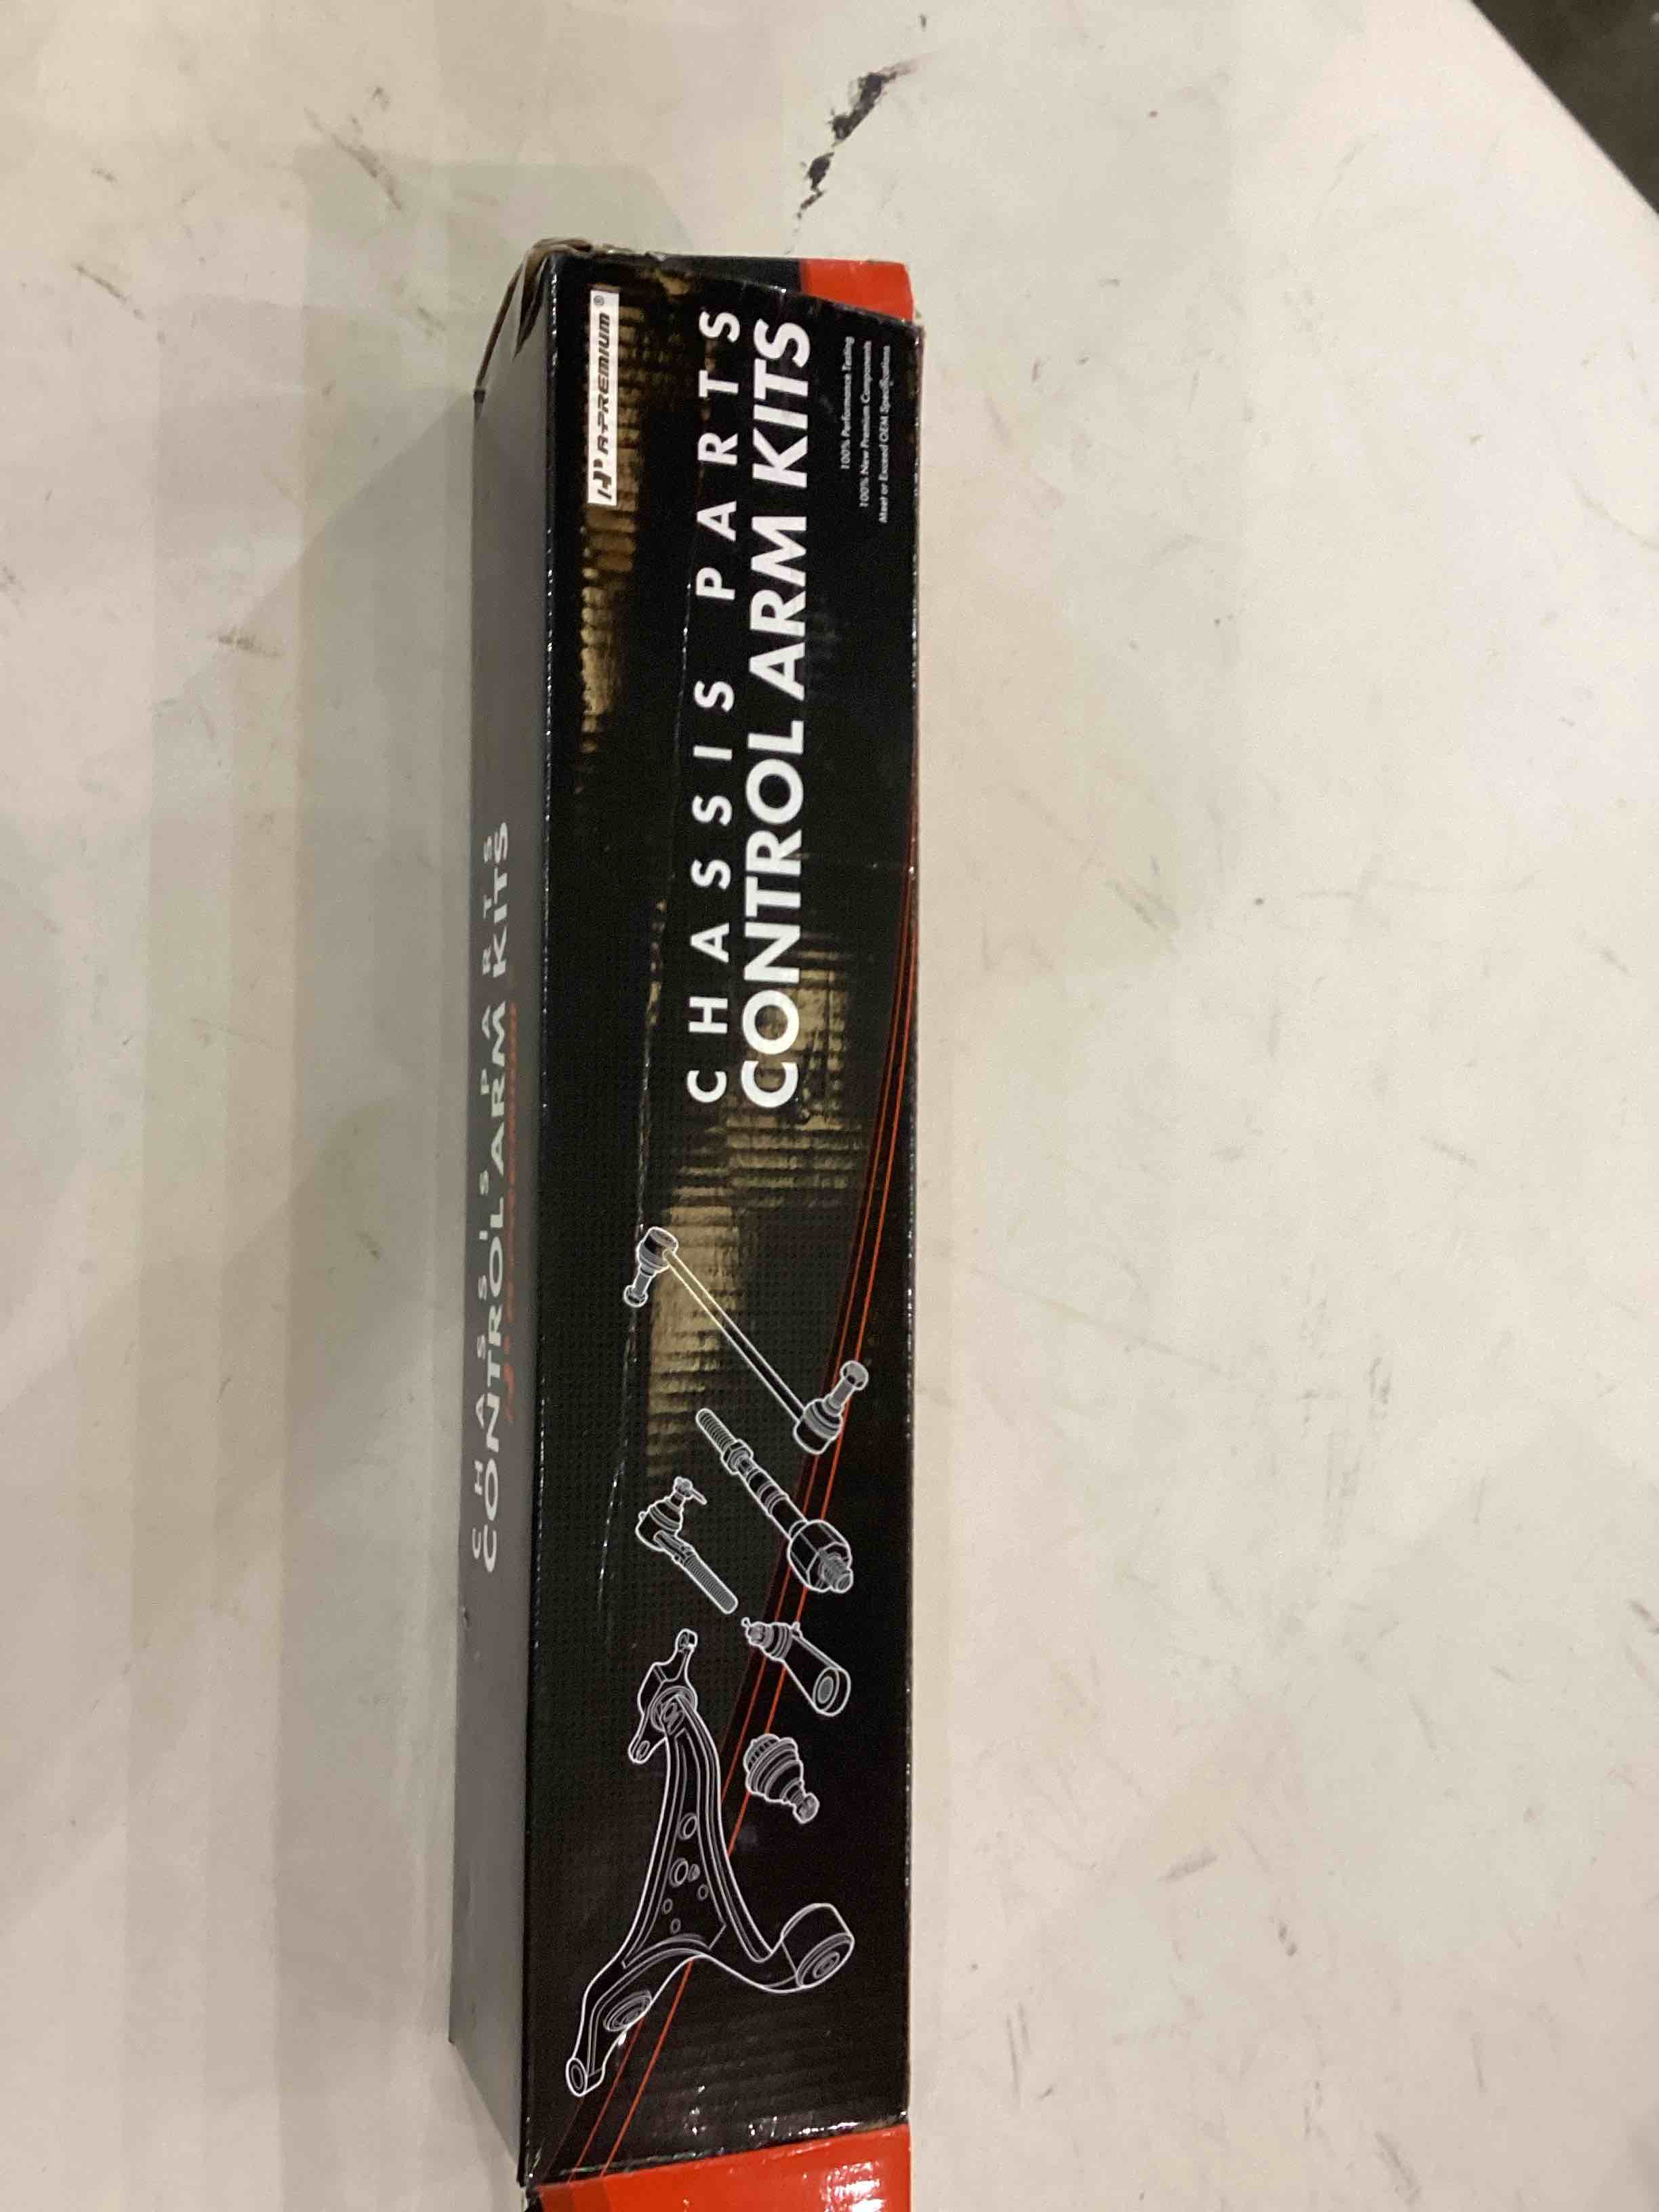 A-PREMIUM®
CHASSIS PARTS
CONTROL ARM KITS
100% Performance Testing
100% New Premium Components
Meet or Exceed OEM Specification
CHASSIS PARTS
CONTROL ARM KITS